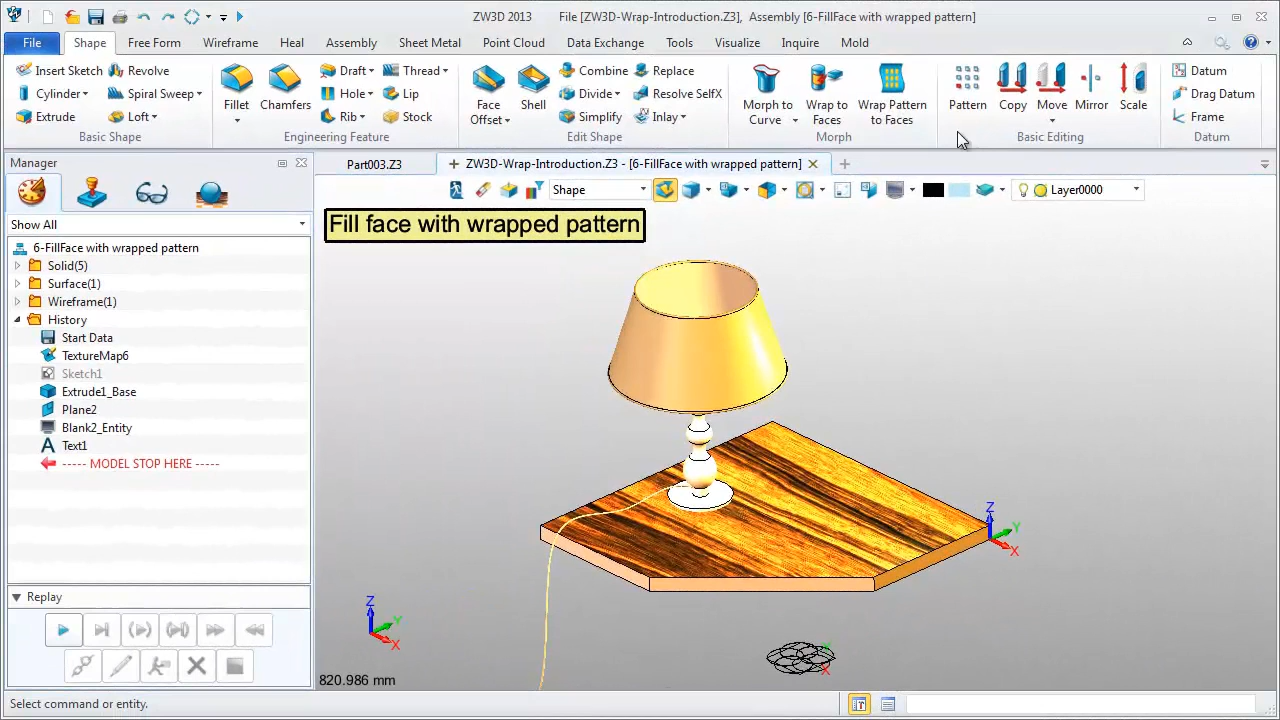 ZW3D 2013 File [ZW3D-Wrap-Introduction.Z3], Assembly [6-FillFace with wrapped pattern]
File Shape Free Form Wireframe Heal Assembly Sheet Metal Point Cloud Data Exchange Tools Visualize Inquire Mold
Insert Sketch Revolve
Cylinder Spiral Sweep
Extrude Loft
Basic Shape
Fillet Chamfers
Draft Thread
Hole Lip
Rib Stock
Engineering Feature
Face Offset Shell
Combine Replace
Divide Resolve SelfX
Simplify Inlay
Edit Shape
Morph to Curve
Wrap to Faces
Wrap Pattern to Faces
Morph
Pattern Copy Move Mirror Scale
Basic Editing
Datum
Drag Datum
Frame
Datum
Manager
Part003.Z3
ZW3D-Wrap-Introduction.Z3 - [6-FillFace with wrapped pattern]
Shape
Layer0000
Show All
6-FillFace with wrapped pattern
Solid(5)
Surface(1)
Wireframe(1)
History
Start Data
TextureMap6
Sketch1
Extrude1_Base
Plane2
Blank2_Entity
Text1
----- MODEL STOP HERE -----
Replay
Fill face with wrapped pattern
Z
Y
X
Z
Y
X
X
820.986 mm
Select command or entity.